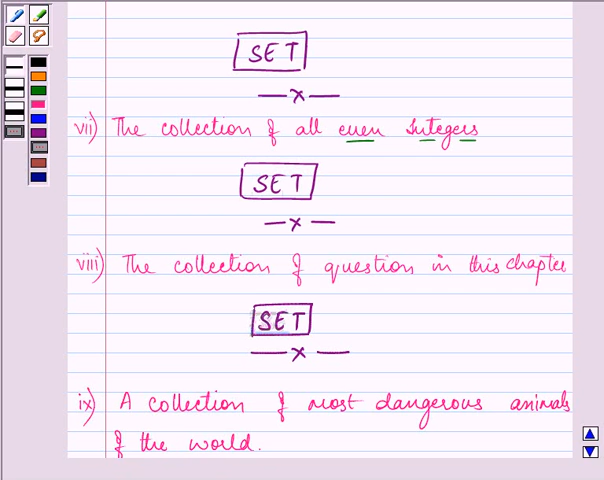 SET
—x—
vii) The collection of all even Integers
SET
—x—
viii) The collection of question in this chapter
SET
—x—
ix) A collection of most dangerous animals
of the world.